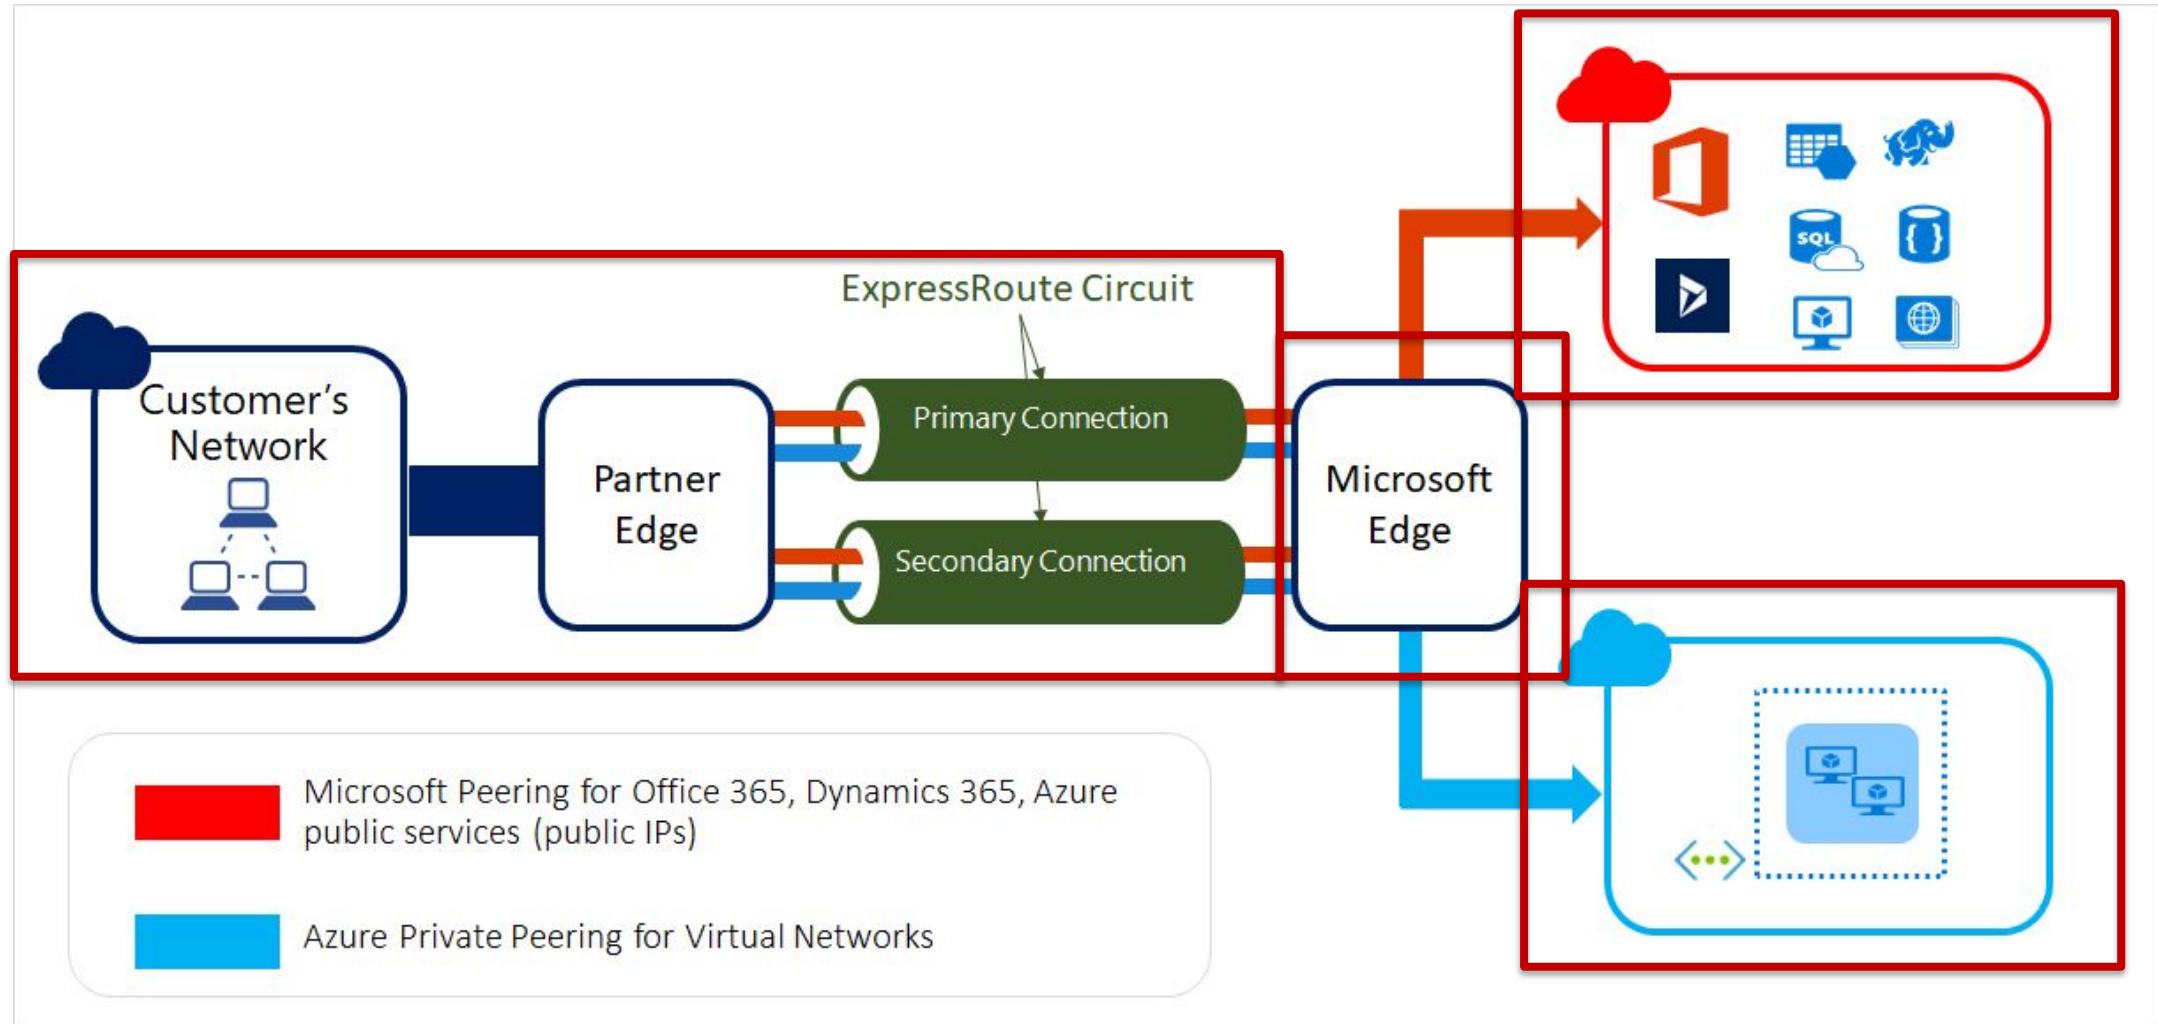 ExpressRoute Circuit
Customer's
Network
Partner
Edge
Primary Connection
Secondary Connection
Microsoft
Edge
SQL
Microsoft Peering for Office 365, Dynamics 365, Azure
public services (public IPs)
Azure Private Peering for Virtual Networks